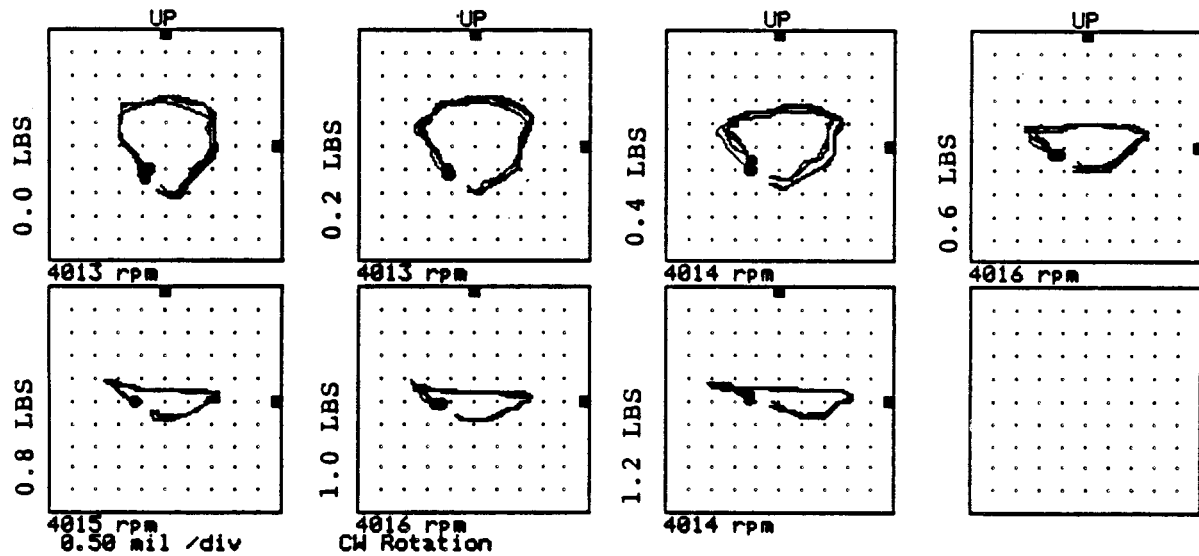 UP UP UP UP
0.0 LBS
0.2 LBS
0.4 LBS
0.6 LBS
4013 rpm 4013 rpm 4014 rpm 4016 rpm
0.8 LBS
1.0 LBS
1.2 LBS
4015 rpm 4016 rpm 4014 rpm
0.50 mil /div CW Rotation